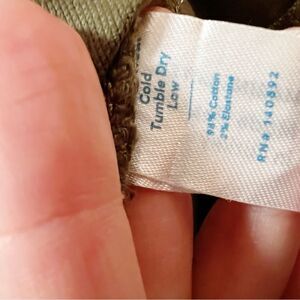 Cold
Tumble Dry
Low
98% Cotton
2% Elastane
RN# 140892